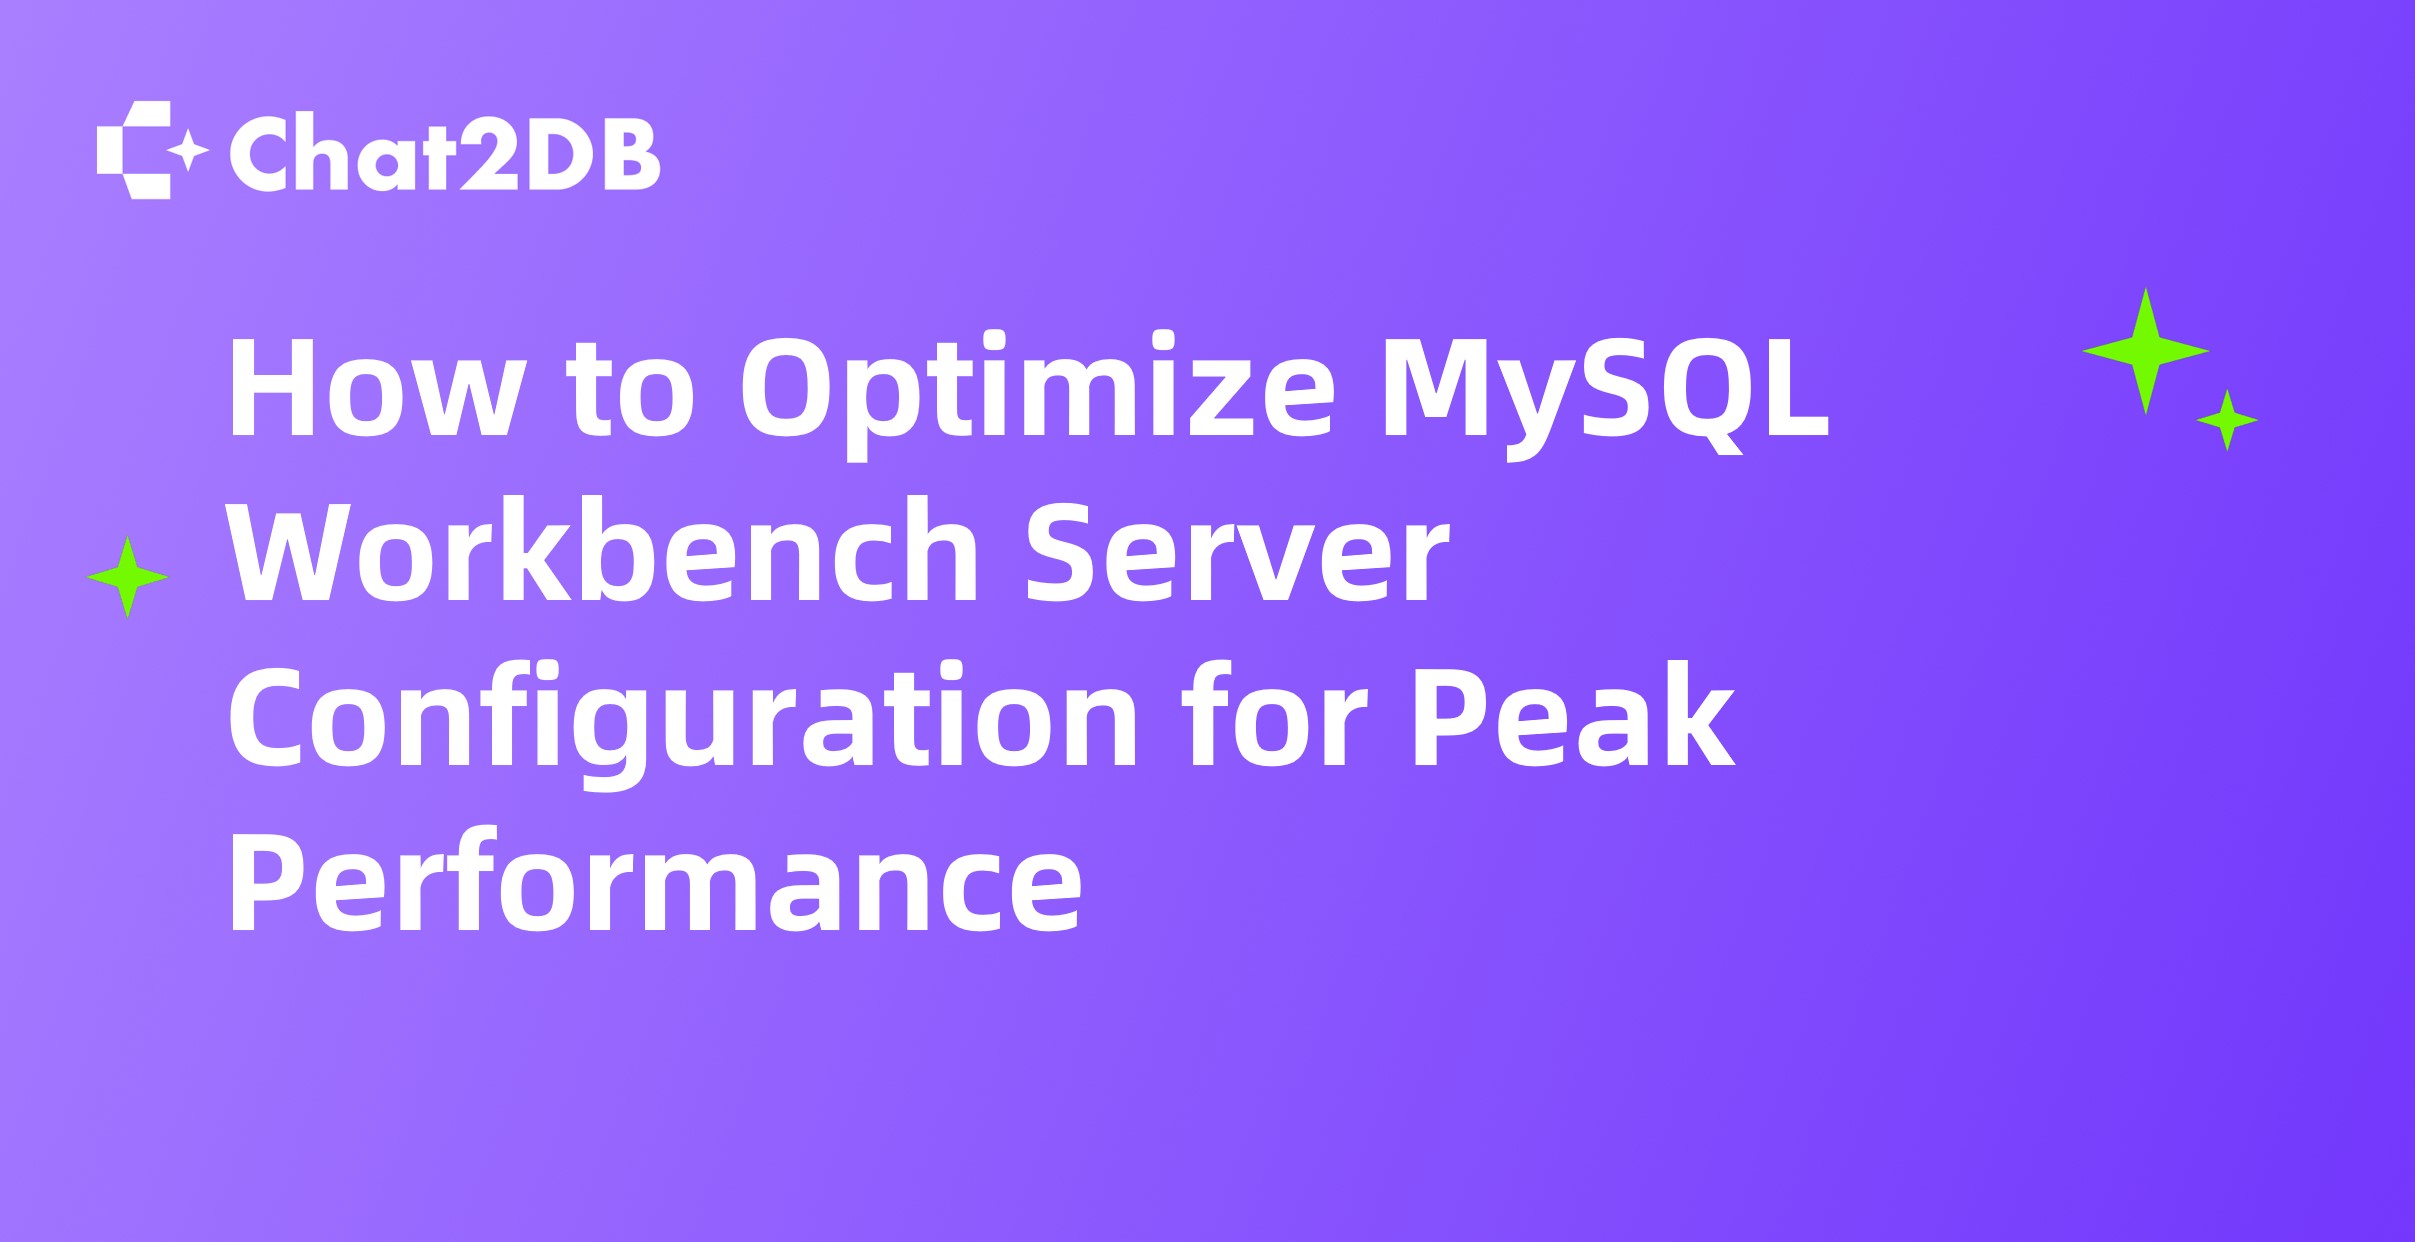 Chat2DB
How to Optimize MySQL
Workbench Server
Configuration for Peak
Performance